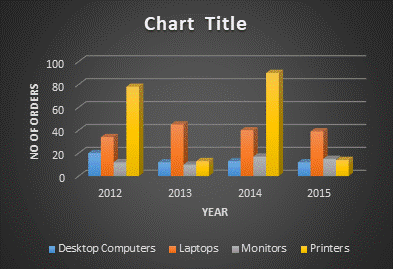 Chart Title
100
80
60
40
20
0
NO OF ORDERS
2012 2013 2014 2015
YEAR
Desktop Computers Laptops Monitors Printers